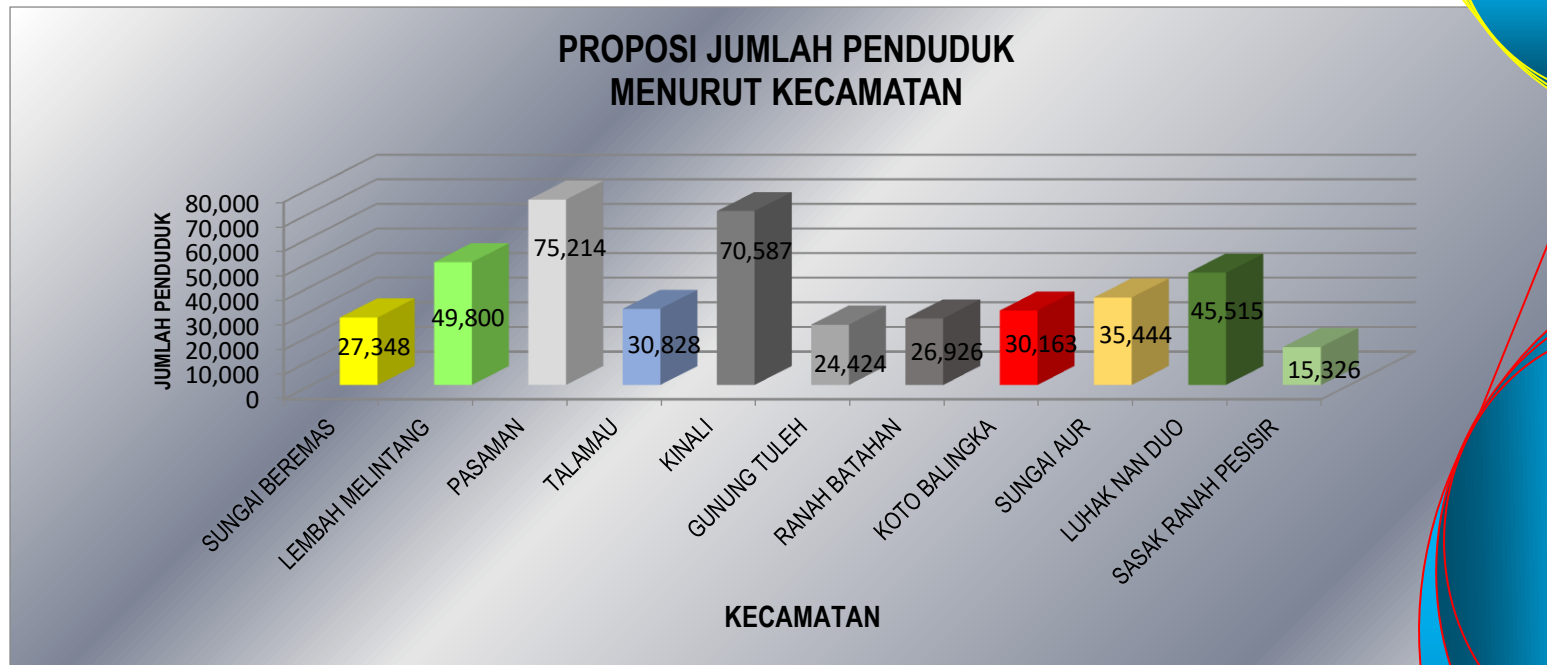 PROPOSI JUMLAH PENDUDUK
MENURUT KECAMATAN
JUMLAH PENDUDUK
80,000
70,000
60,000
50,000
40,000
30,000
20,000
10,000
0
27,348
49,800
75,214
30,828
70,587
24,424
26,926
30,163
35,444
45,515
15,326
SUNGAI BEREMAS
LEMBAH MELINTANG
PASAMAN
TALAMAU
KINALI
GUNUNG TULEH
RANAH BATAHAN
KOTO BALINGKA
SUNGAI AUR
LUHAK NAN DUO
SASAK RANAH PESISIR
KECAMATAN